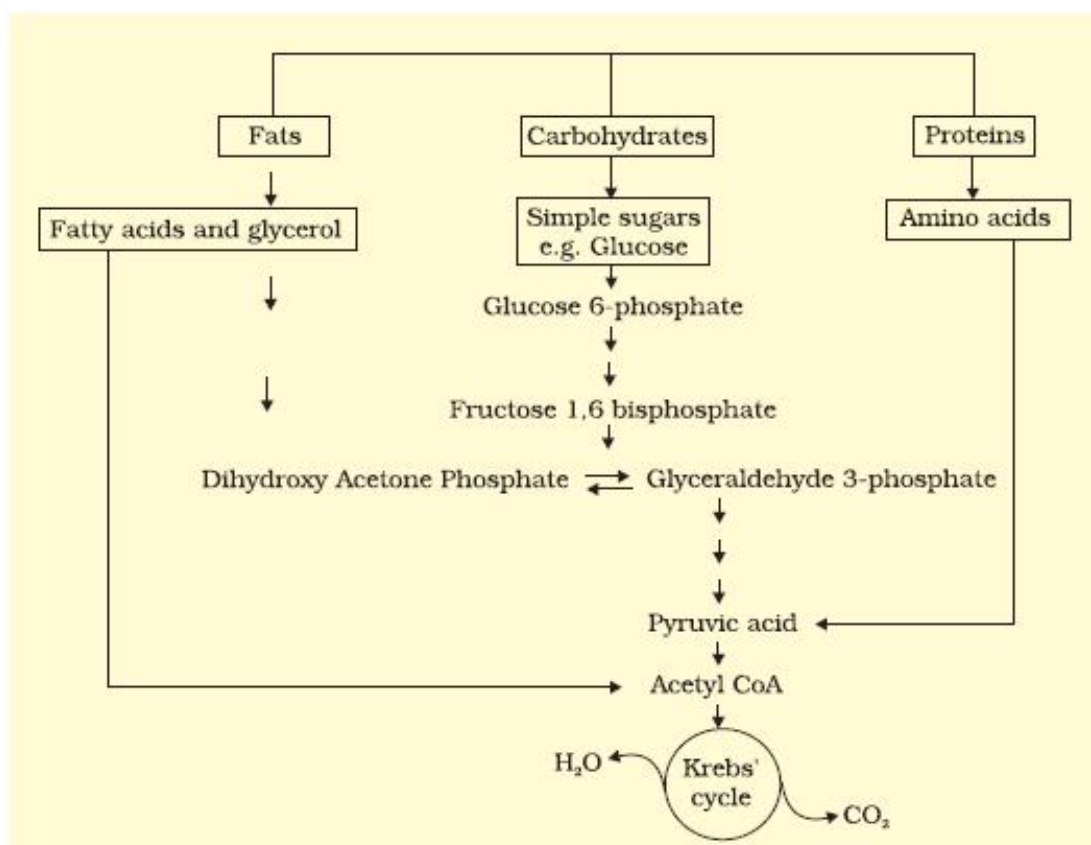 Fats
Carbohydrates
Proteins
Fatty acids and glycerol
Simple sugars
e.g. Glucose
Amino acids
Glucose 6-phosphate
Fructose 1,6 bisphosphate
Dihydroxy Acetone Phosphate
Glyceraldehyde 3-phosphate
Pyruvic acid
Acetyl CoA
H₂O
Krebs'
cycle
CO₂